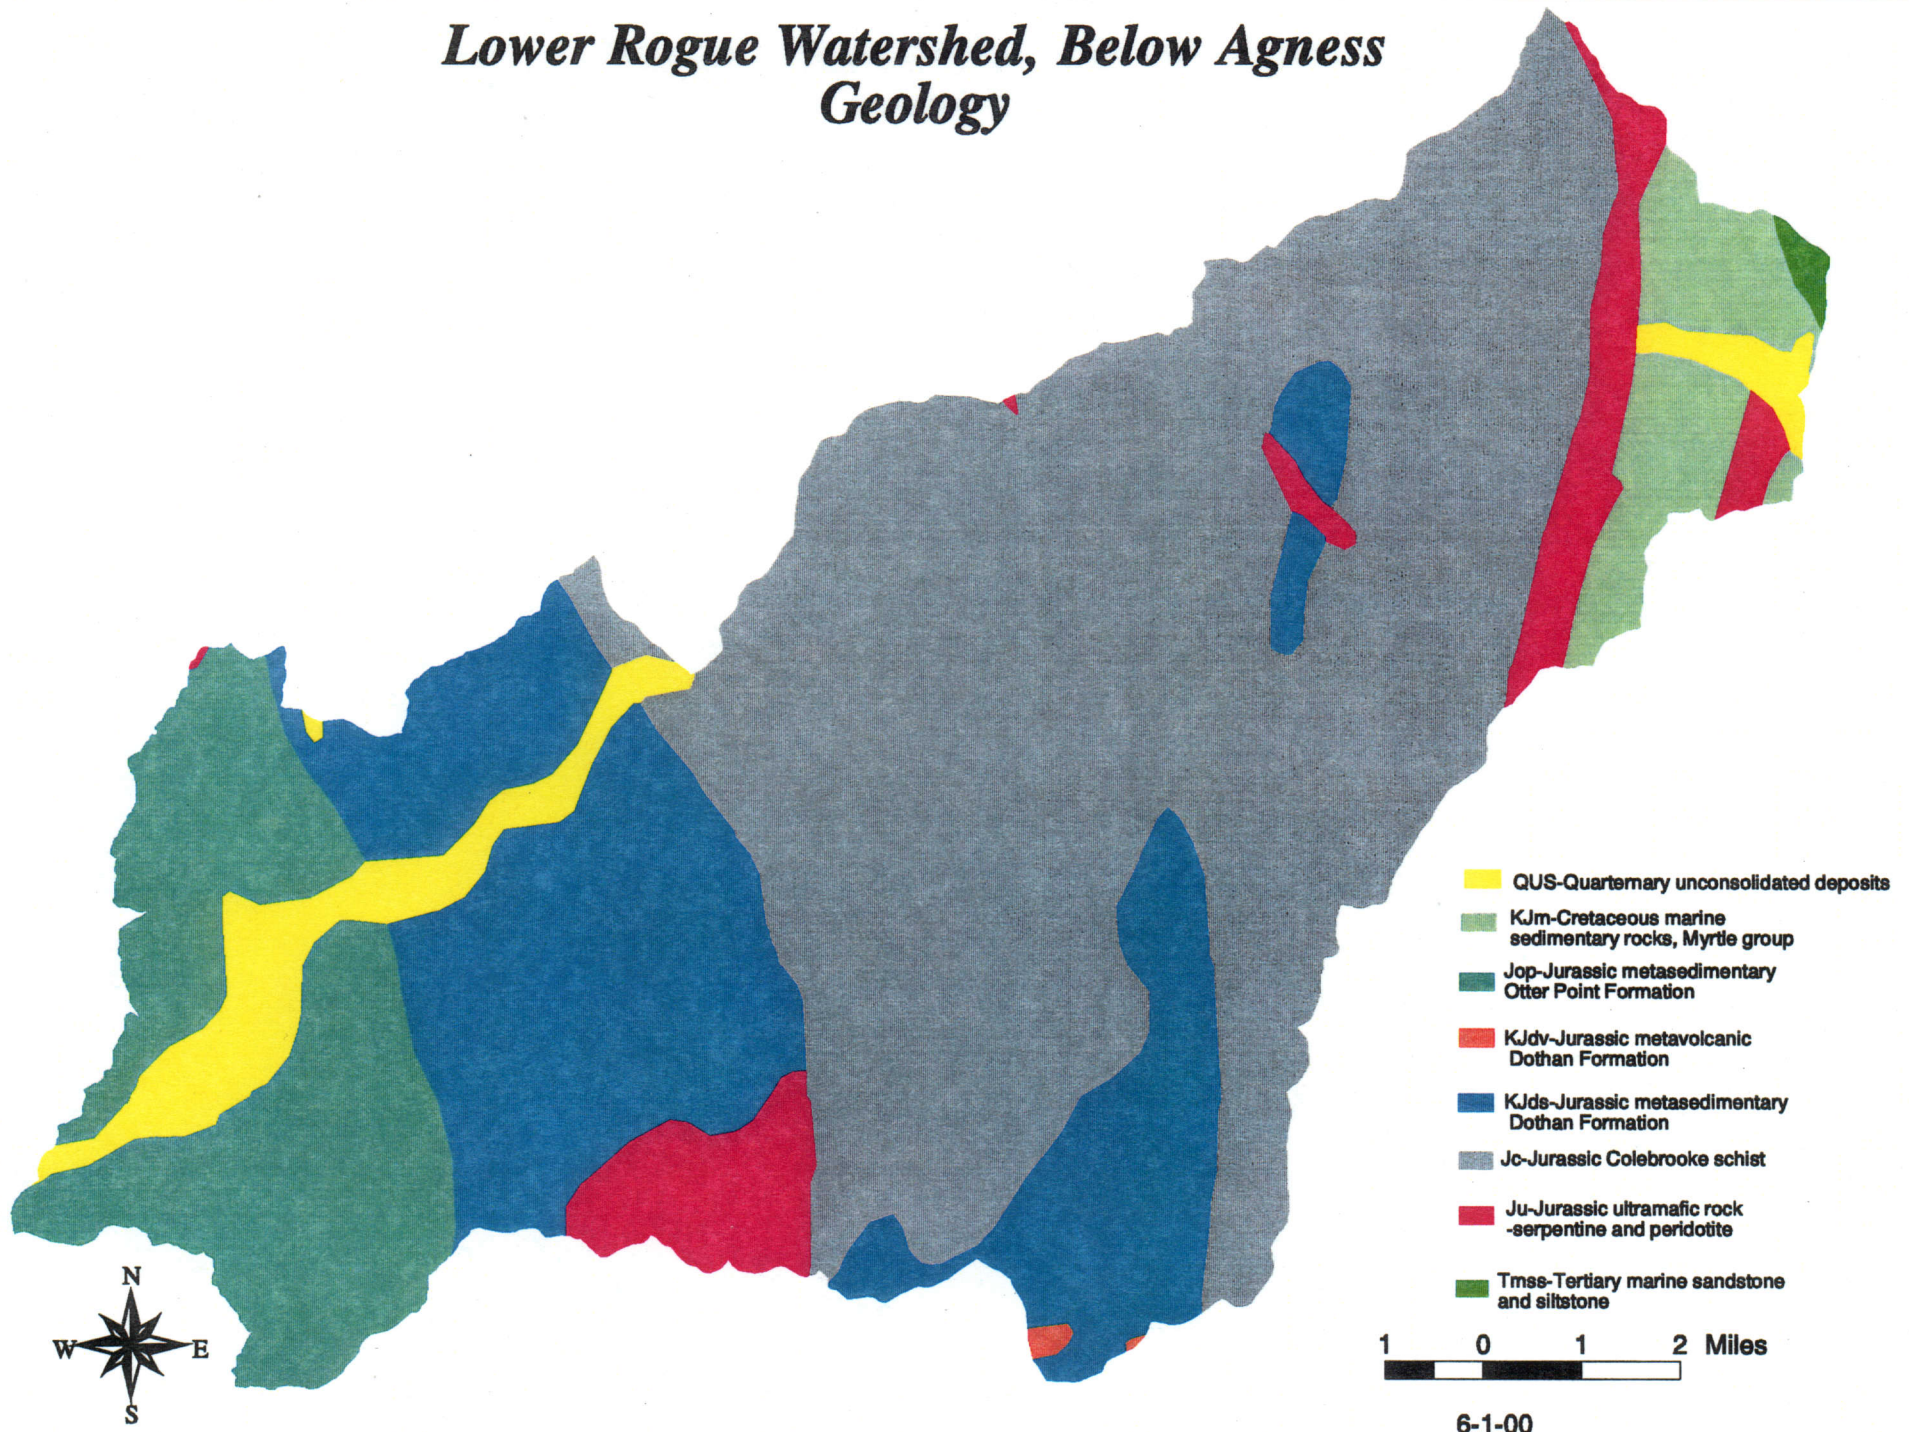 Lower Rogue Watershed, Below Agness
Geology
QUS-Quarternary unconsolidated deposits
KJm-Cretaceous marine
sedimentary rocks, Myrtle group
Jop-Jurassic metasedimentary
Otter Point Formation
KJdv-Jurassic metavolcanic
Dothan Formation
KJds-Jurassic metasedimentary
Dothan Formation
Jc-Jurassic Colebrooke schist
Ju-Jurassic ultramafic rock
-serpentine and peridotite
Tmss-Tertiary marine sandstone
and siltstone
N
W E
S
1 0 1 2 Miles
6-1-00